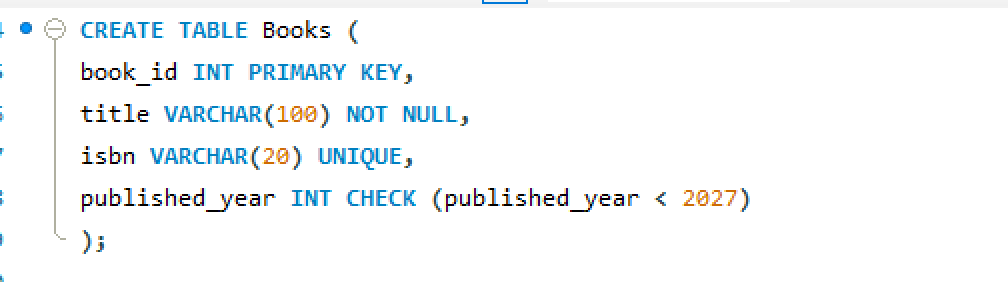 CREATE TABLE Books (
book_id INT PRIMARY KEY,
title VARCHAR(100) NOT NULL,
isbn VARCHAR(20) UNIQUE,
published_year INT CHECK (published_year < 2027)
);